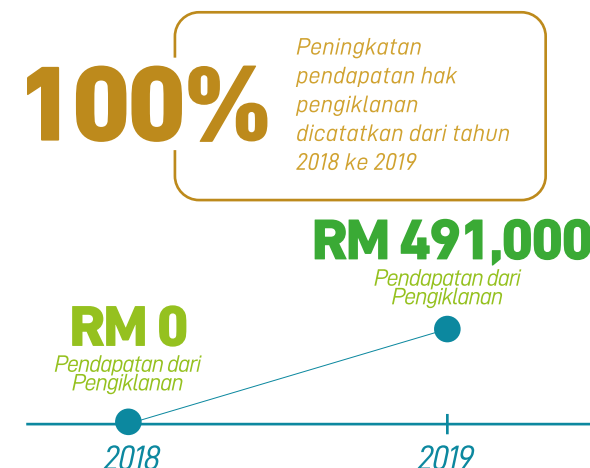 100%
Peningkatan
pendapatan hak
pengiklanan
dicatatkan dari tahun
2018 ke 2019
RM 491,000
Pendapatan dari
Pengiklanan
RM 0
Pendapatan dari
Pengiklanan
2018
2019